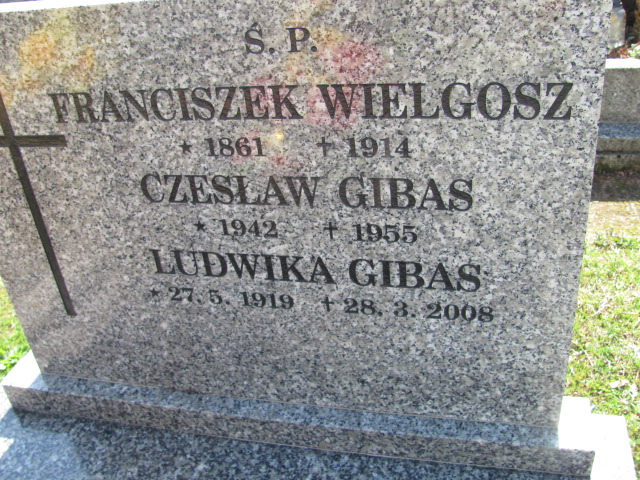 Ś. P.
FRANCISZEK WIELGOSZ
* 1861 † 1914
CZESŁAW GIBAS
* 1942 † 1955
LUDWIKA GIBAS
* 27. 5. 1919 † 28. 3. 2008